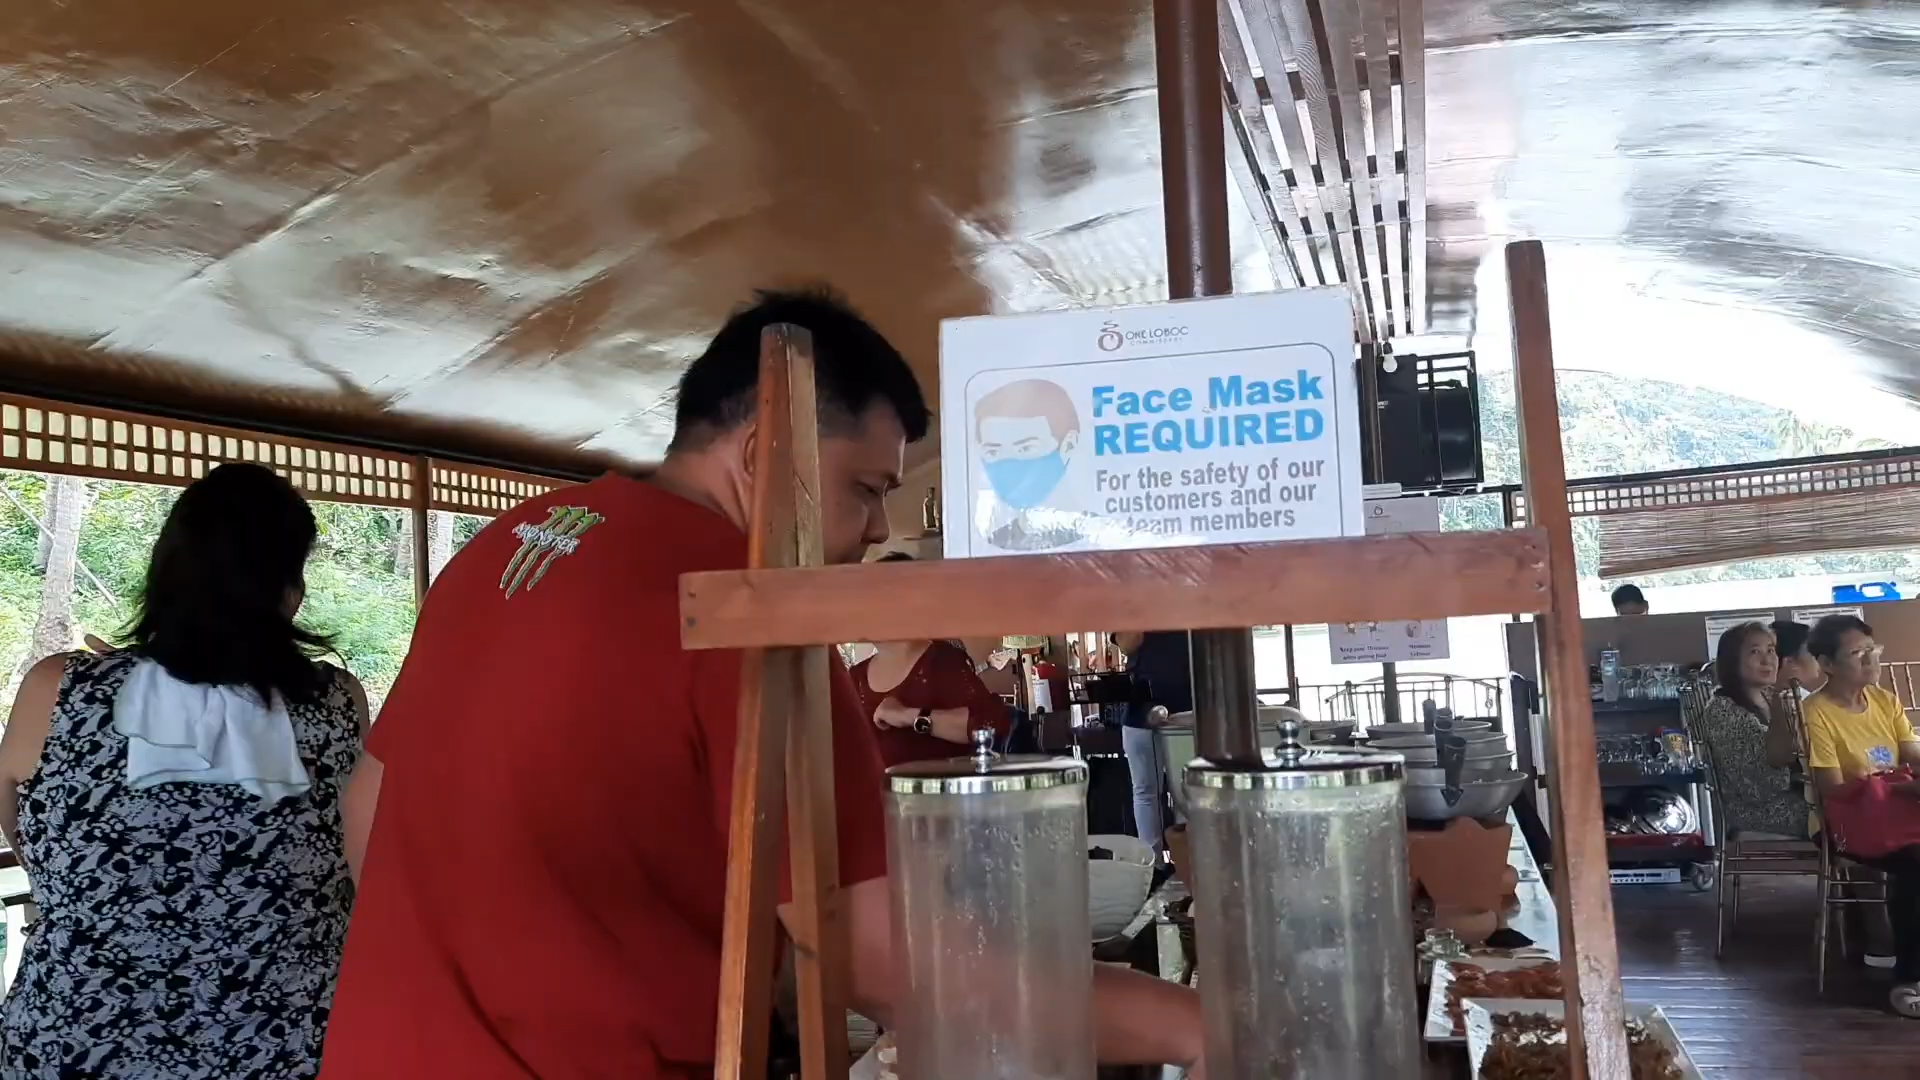 ONE LOBOC
Face Mask
REQUIRED
For the safety of our
customers and our
team members
MONSTER